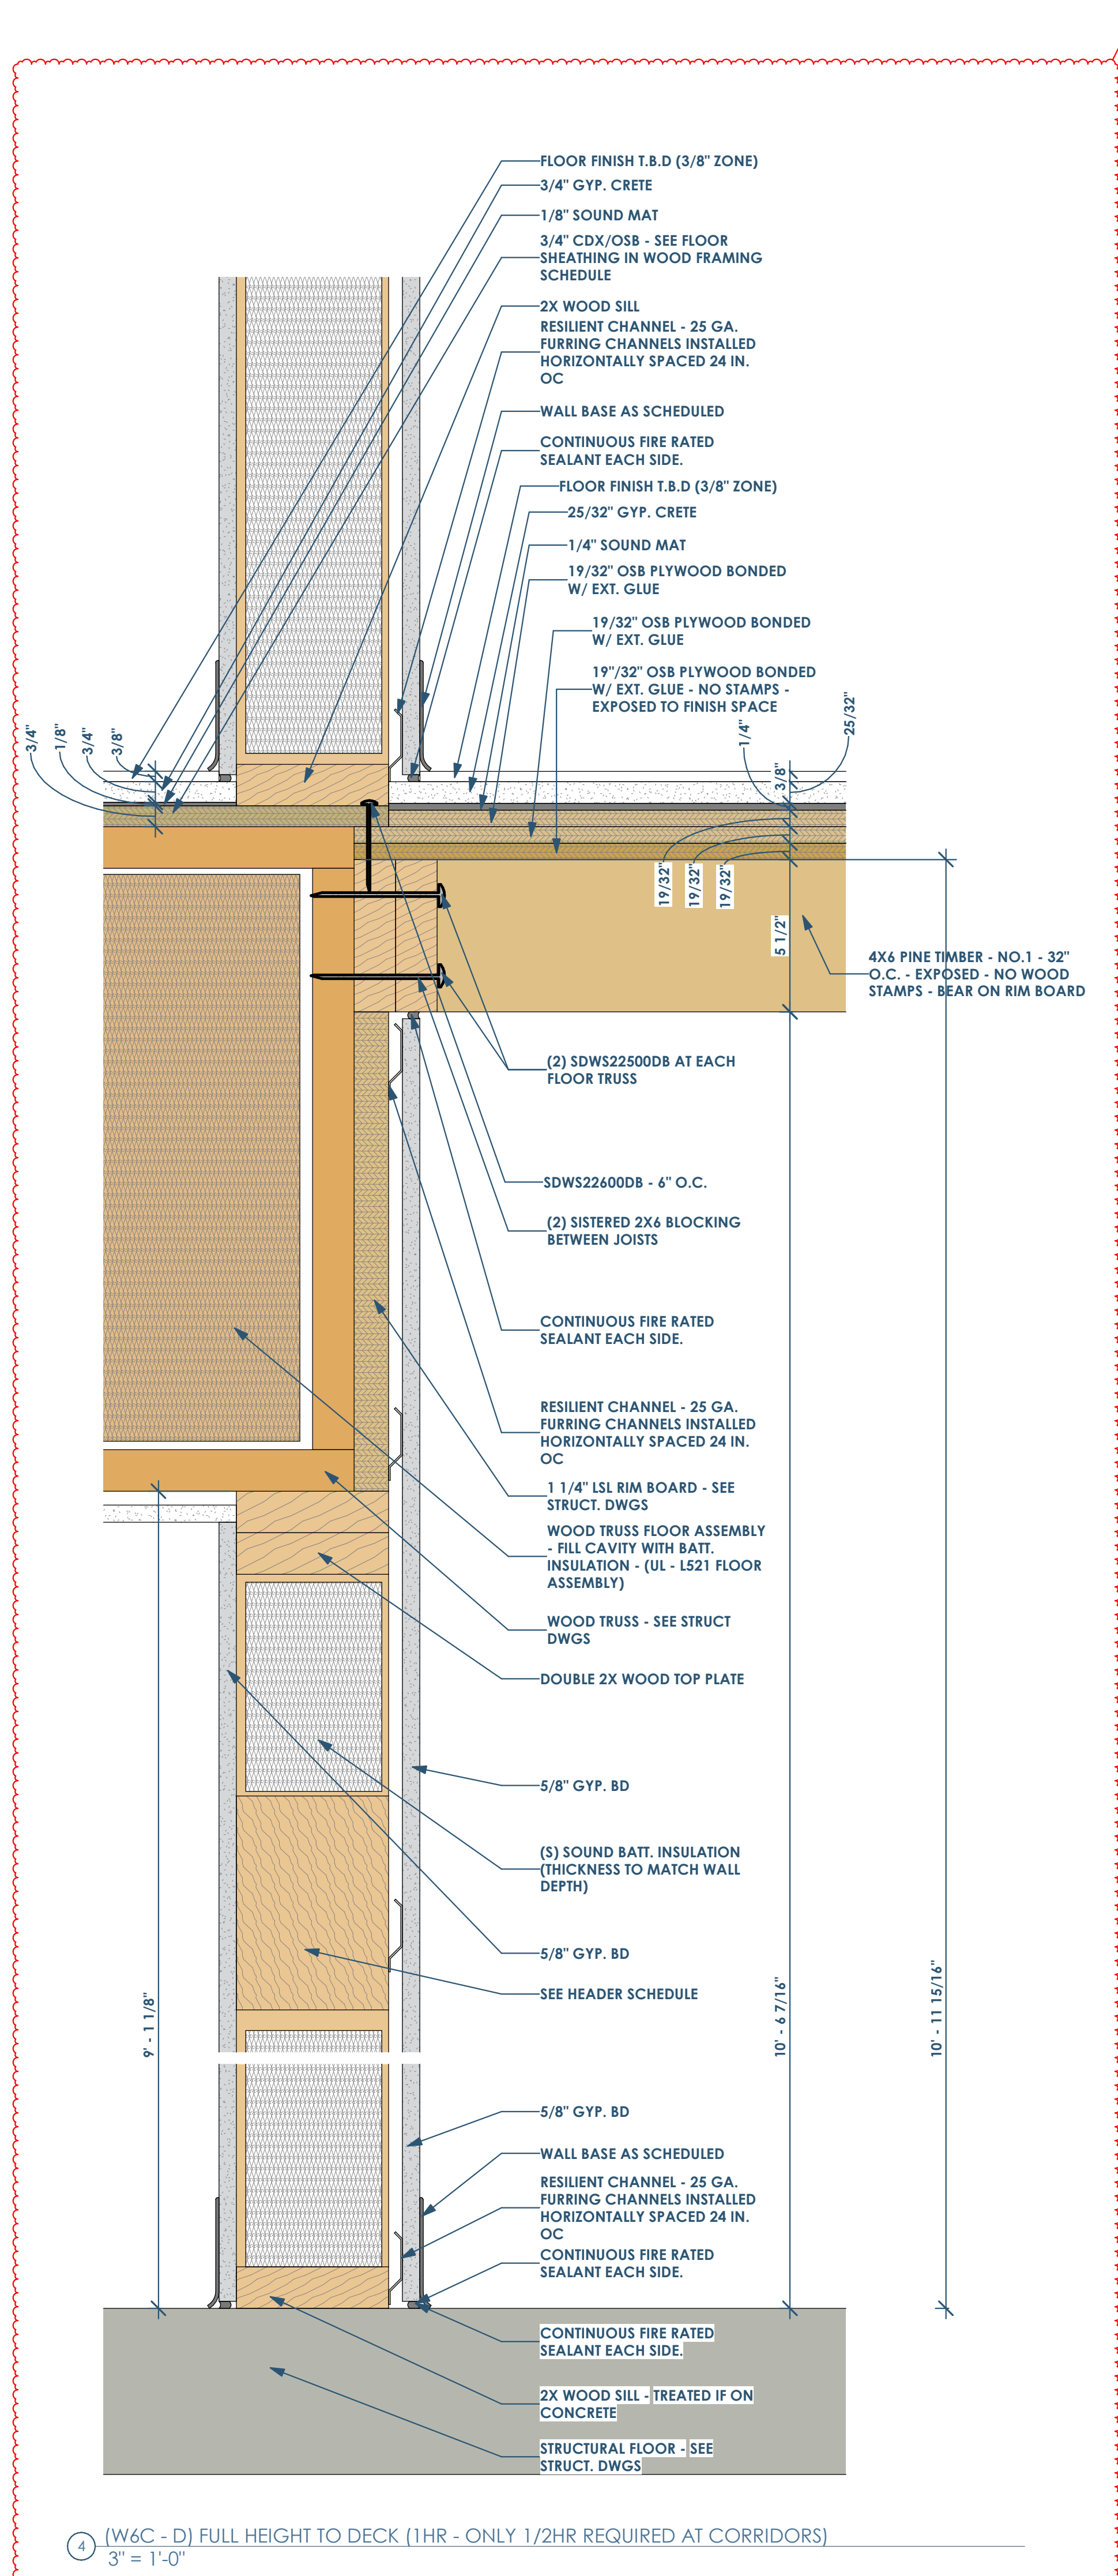 FLOOR FINISH T.B.D (3/8" ZONE)
3/4" GYP. CRETE
1/8" SOUND MAT
3/4" CDX/OSB - SEE FLOOR
SHEATHING IN WOOD FRAMING
SCHEDULE
2X WOOD SILL
RESILIENT CHANNEL - 25 GA.
FURRING CHANNELS INSTALLED
HORIZONTALLY SPACED 24 IN.
OC
WALL BASE AS SCHEDULED
CONTINUOUS FIRE RATED
SEALANT EACH SIDE.
FLOOR FINISH T.B.D (3/8" ZONE)
25/32" GYP. CRETE
1/4" SOUND MAT
19/32" OSB PLYWOOD BONDED
W/ EXT. GLUE
19/32" OSB PLYWOOD BONDED
W/ EXT. GLUE
19"/32" OSB PLYWOOD BONDED
W/ EXT. GLUE - NO STAMPS -
EXPOSED TO FINISH SPACE
3/4"
1/8"
3/4"
3/8"
1/4"
3/8"
25/32"
19/32"
19/32"
19/32"
5 1/2"
4X6 PINE TIMBER - NO.1 - 32"
O.C. - EXPOSED - NO WOOD
STAMPS - BEAR ON RIM BOARD
(2) SDWS22500DB AT EACH
FLOOR TRUSS
SDWS22600DB - 6" O.C.
(2) SISTERED 2X6 BLOCKING
BETWEEN JOISTS
CONTINUOUS FIRE RATED
SEALANT EACH SIDE.
RESILIENT CHANNEL - 25 GA.
FURRING CHANNELS INSTALLED
HORIZONTALLY SPACED 24 IN.
OC
1 1/4" LSL RIM BOARD - SEE
STRUCT. DWGS
WOOD TRUSS FLOOR ASSEMBLY
- FILL CAVITY WITH BATT.
INSULATION - (UL - L521 FLOOR
ASSEMBLY)
WOOD TRUSS - SEE STRUCT
DWGS
DOUBLE 2X WOOD TOP PLATE
5/8" GYP. BD
(S) SOUND BATT. INSULATION
(THICKNESS TO MATCH WALL
DEPTH)
5/8" GYP. BD
SEE HEADER SCHEDULE
9' - 1 1/8"
10' - 6 7/16"
10' - 11 15/16"
5/8" GYP. BD
WALL BASE AS SCHEDULED
RESILIENT CHANNEL - 25 GA.
FURRING CHANNELS INSTALLED
HORIZONTALLY SPACED 24 IN.
OC
CONTINUOUS FIRE RATED
SEALANT EACH SIDE.
CONTINUOUS FIRE RATED
SEALANT EACH SIDE.
2X WOOD SILL - TREATED IF ON
CONCRETE
STRUCTURAL FLOOR - SEE
STRUCT. DWGS
4 (W6C - D) FULL HEIGHT TO DECK (1HR - ONLY 1/2HR REQUIRED AT CORRIDORS)
3" = 1'-0"